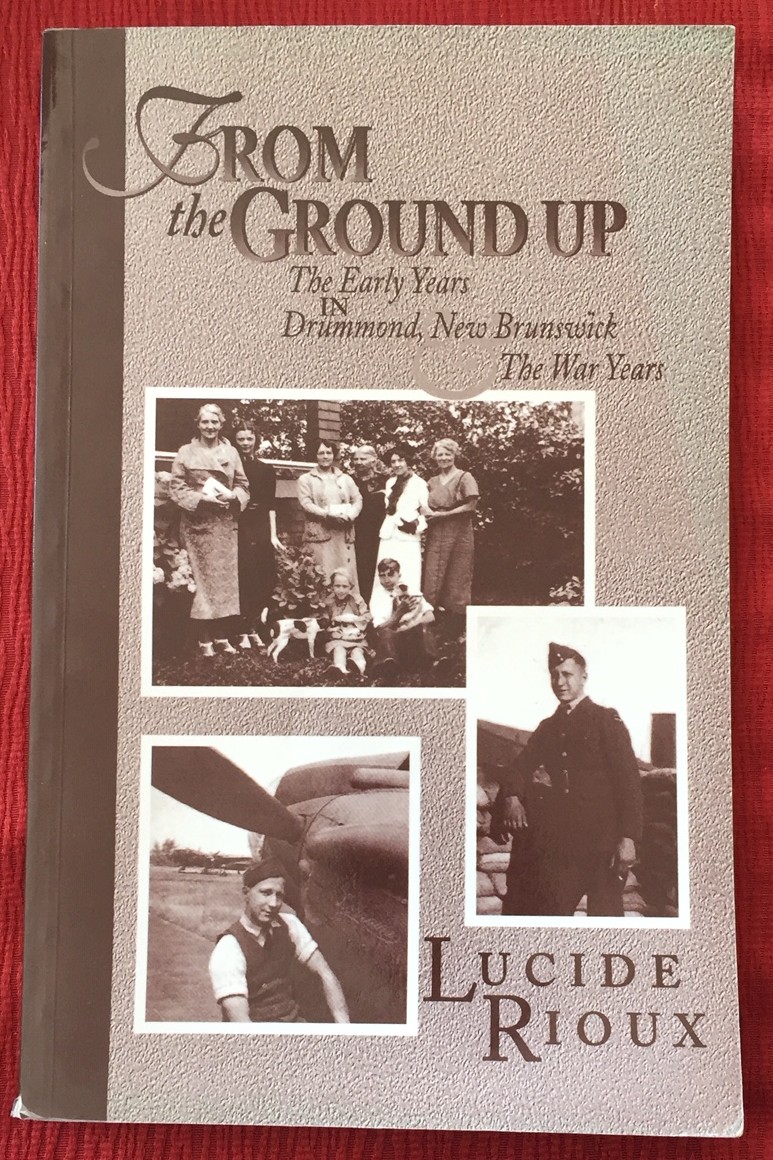 FROM
the GROUND UP
The Early Years
IN
Drummond, New Brunswick
&
The War Years
LUCIDE
RIOUX